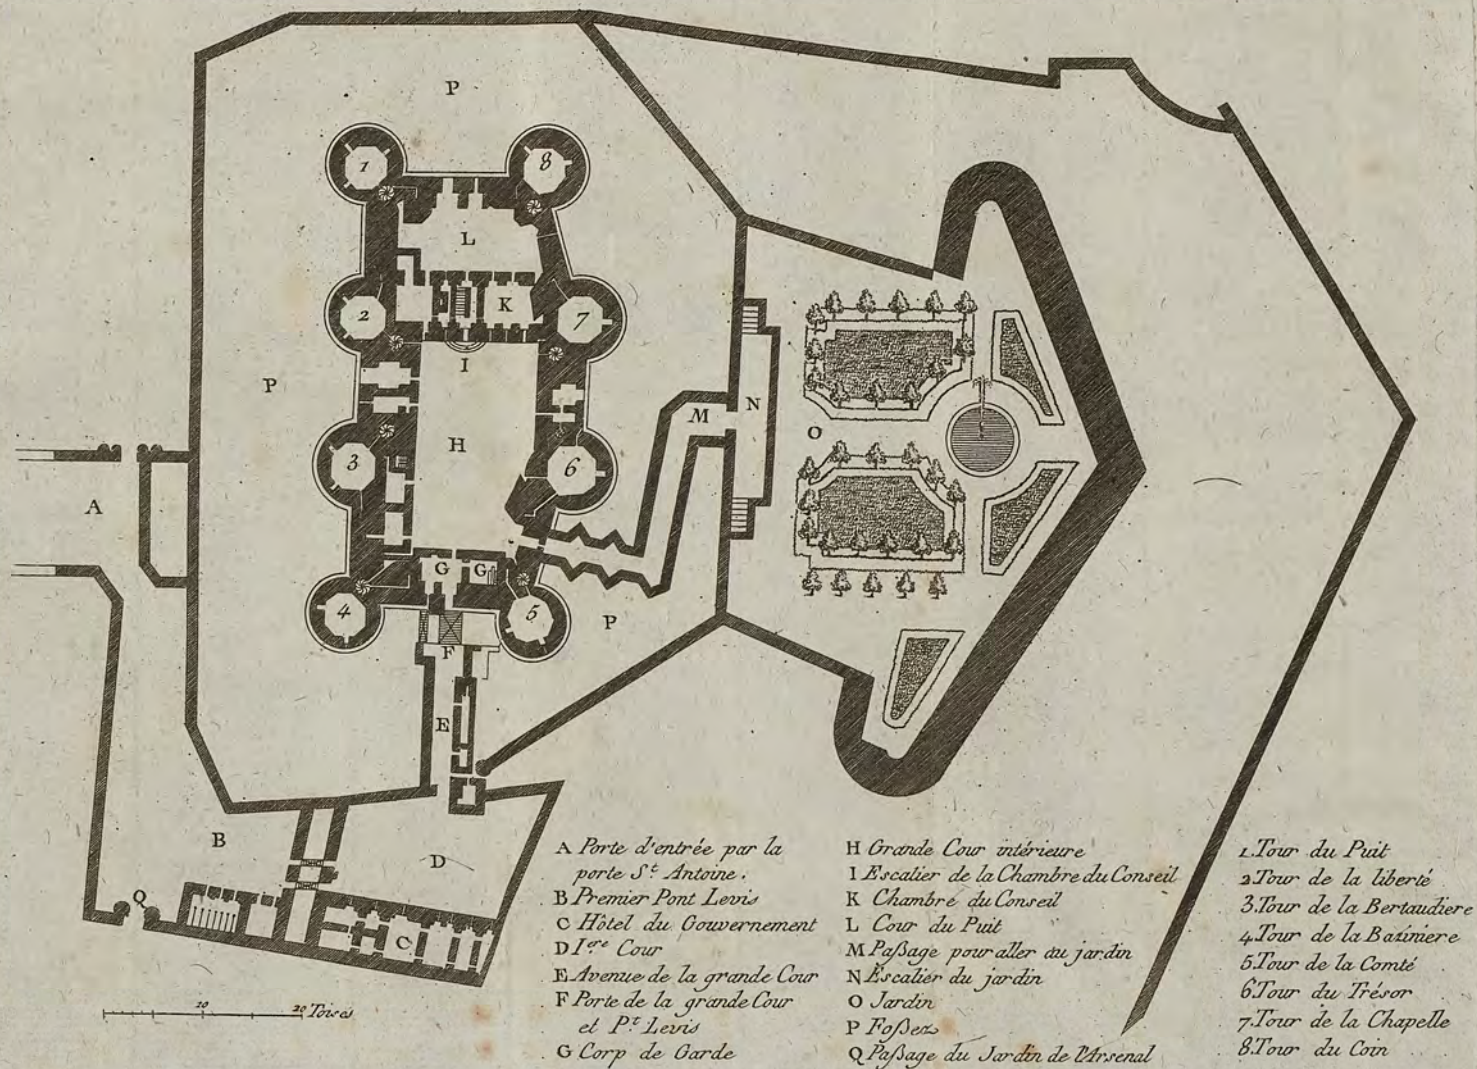 P
1
8
L
2
K
7
I
P
M
N
O
H
3
6
A
G
G
4
5
P
F
E
B
D
Q
C
10
20 Toises
A Porte d'entrée par la
porte S.t Antoine.
B Premier Pont Levis
C Hôtel du Gouvernement
D I.ere Cour
E Avenue de la grande Cour
F Porte de la grande Cour
et P.t Levis
G Corp de Garde
H Grande Cour intérieure
I Escalier de la Chambre du Conseil
K Chambre du Conseil
L Cour du Puit
M Paſsage pour aller au jardin
N Escalier du jardin
O Jardin
P Foſsez
Q Paſsage du Jardin de l'Arsenal
1. Tour du Puit
2. Tour de la liberté
3. Tour de la Bertaudiere
4. Tour de la Baziniere
5. Tour de la Comté
6. Tour du Trésor
7. Tour de la Chapelle
8. Tour du Coin